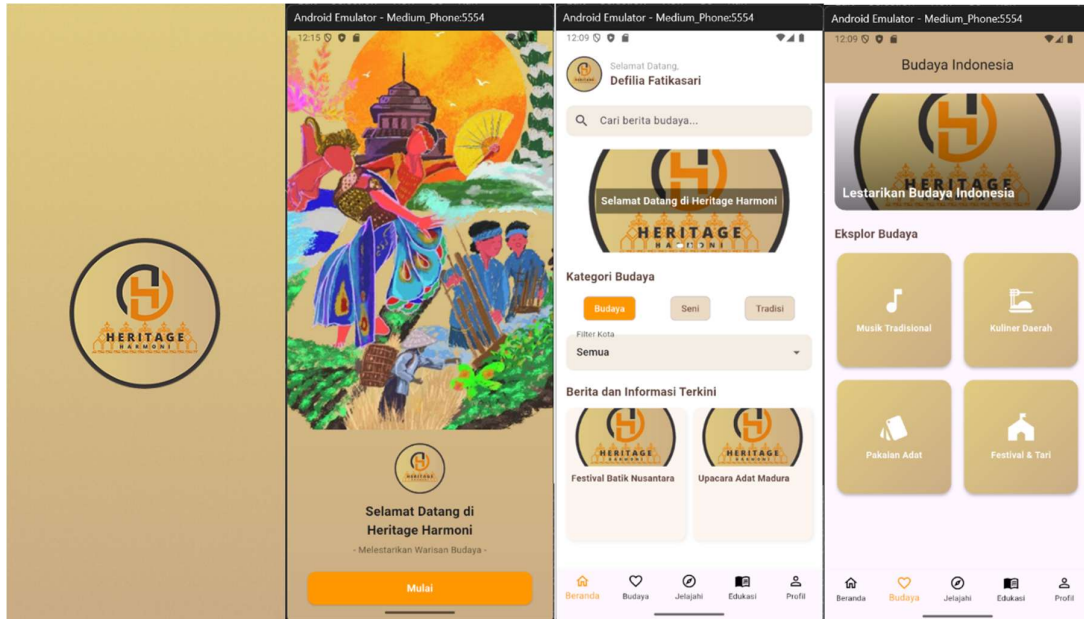 HERITAGE
HARMONI
Android Emulator - Medium_Phone:5554
12:15
Selamat Datang di
Heritage Harmoni
- Melestarikan Warisan Budaya -
Mulai
Android Emulator - Medium_Phone:5554
12:09
Selamat Datang,
Defilia Fatikasari
Cari berita budaya...
Selamat Datang di Heritage Harmoni
HERITAGE
HARMONI
Kategori Budaya
Budaya
Seni
Tradisi
Filter Kota
Semua
Berita dan Informasi Terkini
HERITAGE
HARMONI
Festival Batik Nusantara
HERITAGE
HARMONI
Upacara Adat Madura
Beranda
Budaya
Jelajahi
Edukasi
Profil
Android Emulator - Medium_Phone:5554
12:09
Budaya Indonesia
HERITAGE
Lestarikan Budaya Indonesia
Eksplor Budaya
Musik Tradisional
Kuliner Daerah
Pakaian Adat
Festival & Tari
Beranda
Budaya
Jelajahi
Edukasi
Profil